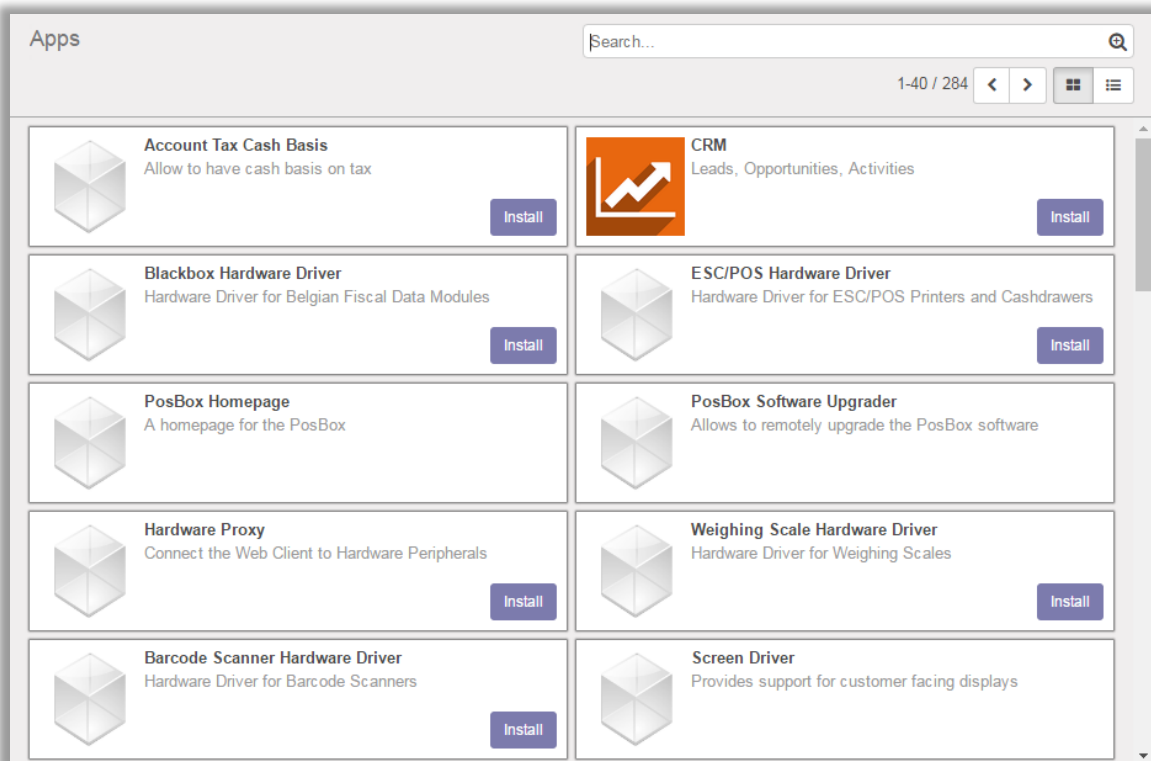 Apps
Search...
1-40 / 284
Account Tax Cash Basis
Allow to have cash basis on tax
Install
CRM
Leads, Opportunities, Activities
Install
Blackbox Hardware Driver
Hardware Driver for Belgian Fiscal Data Modules
Install
ESC/POS Hardware Driver
Hardware Driver for ESC/POS Printers and Cashdrawers
Install
PosBox Homepage
A homepage for the PosBox
PosBox Software Upgrader
Allows to remotely upgrade the PosBox software
Hardware Proxy
Connect the Web Client to Hardware Peripherals
Install
Weighing Scale Hardware Driver
Hardware Driver for Weighing Scales
Install
Barcode Scanner Hardware Driver
Hardware Driver for Barcode Scanners
Install
Screen Driver
Provides support for customer facing displays